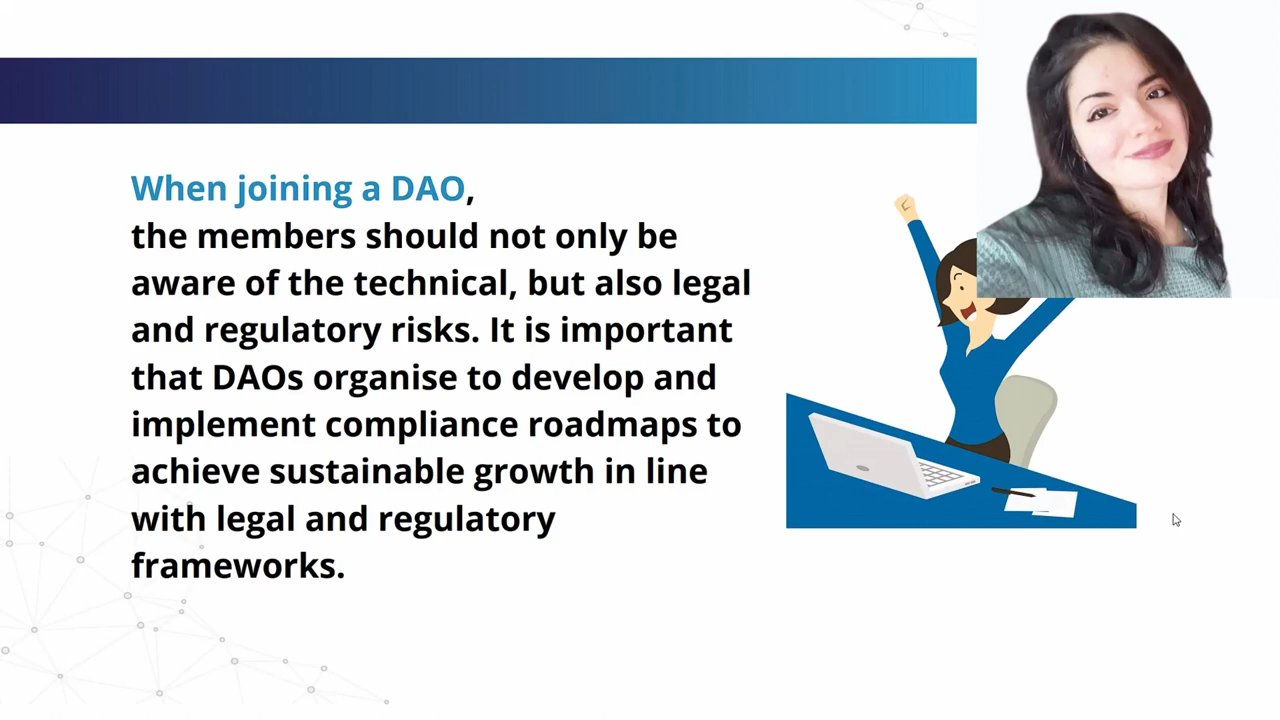 When joining a DAO,
the members should not only be
aware of the technical, but also legal
and regulatory risks. It is important
that DAOs organise to develop and
implement compliance roadmaps to
achieve sustainable growth in line
with legal and regulatory
frameworks.